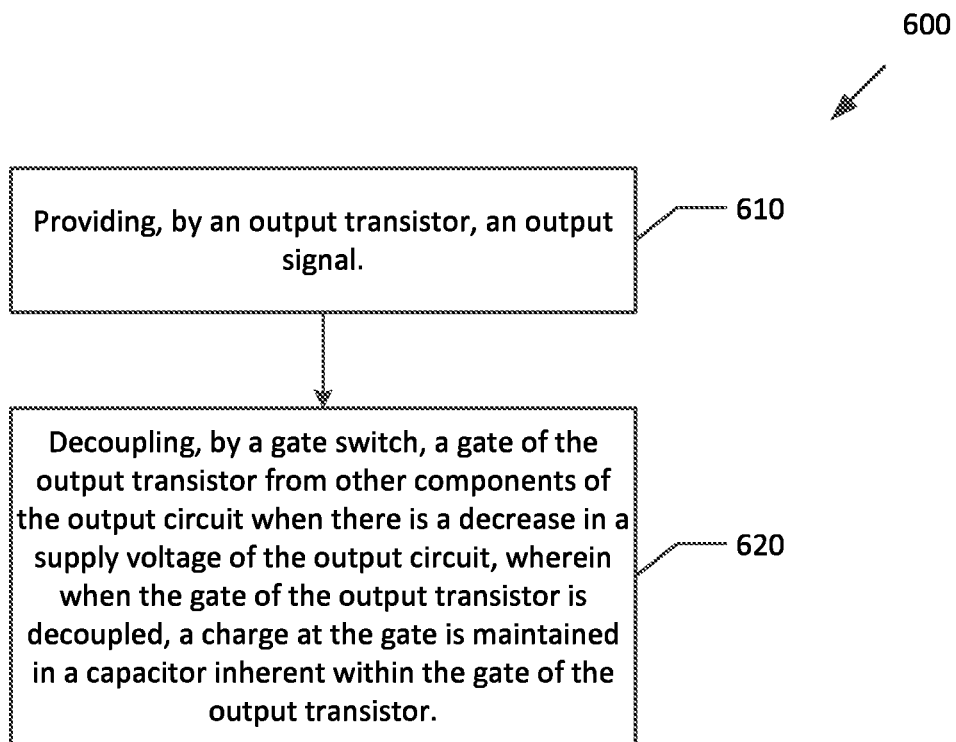 600
Providing, by an output transistor, an output
signal.
610
Decoupling, by a gate switch, a gate of the
output transistor from other components of
the output circuit when there is a decrease in a
supply voltage of the output circuit, wherein
when the gate of the output transistor is
decoupled, a charge at the gate is maintained
in a capacitor inherent within the gate of the
output transistor.
620